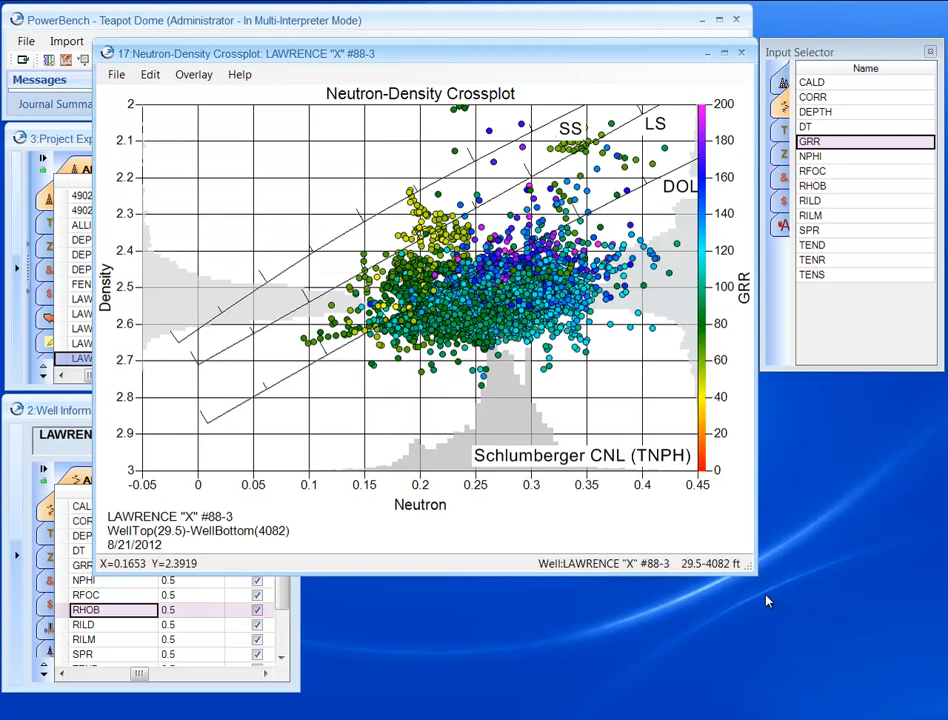 PowerBench - Teapot Dome (Administrator - In Multi-Interpreter Mode)
File Import
Messages
Journal Summa
3:Project Exp
4902
4902
ALLI
DEP
DEP
DEP
FEN
LAW
LAW
LAW
LAW
LAW
2:Well Inform
LAWREN
CAL
COR
DEP
DT
GRR
NPHI 0.5
RFOC 0.5
RHOB 0.5
RILD 0.5
RILM 0.5
SPR 0.5
17:Neutron-Density Crossplot: LAWRENCE "X" #88-3
File Edit Overlay Help
Neutron-Density Crossplot
2
2.1
2.2
2.3
2.4
2.5
2.6
2.7
2.8
2.9
3
Density
SS
LS
DOL
200
180
160
140
120
100
80
60
40
20
0
GRR
Schlumberger CNL (TNPH)
-0.05 0 0.05 0.1 0.15 0.2 0.25 0.3 0.35 0.4 0.45
Neutron
LAWRENCE "X" #88-3
WellTop(29.5)-WellBottom(4082)
8/21/2012
X=0.1653 Y=2.3919
Well:LAWRENCE "X" #88-3 29.5-4082 ft
Input Selector
Name
CALD
CORR
DEPTH
DT
GRR
NPHI
RFOC
RHOB
RILD
RILM
SPR
TEND
TENR
TENS